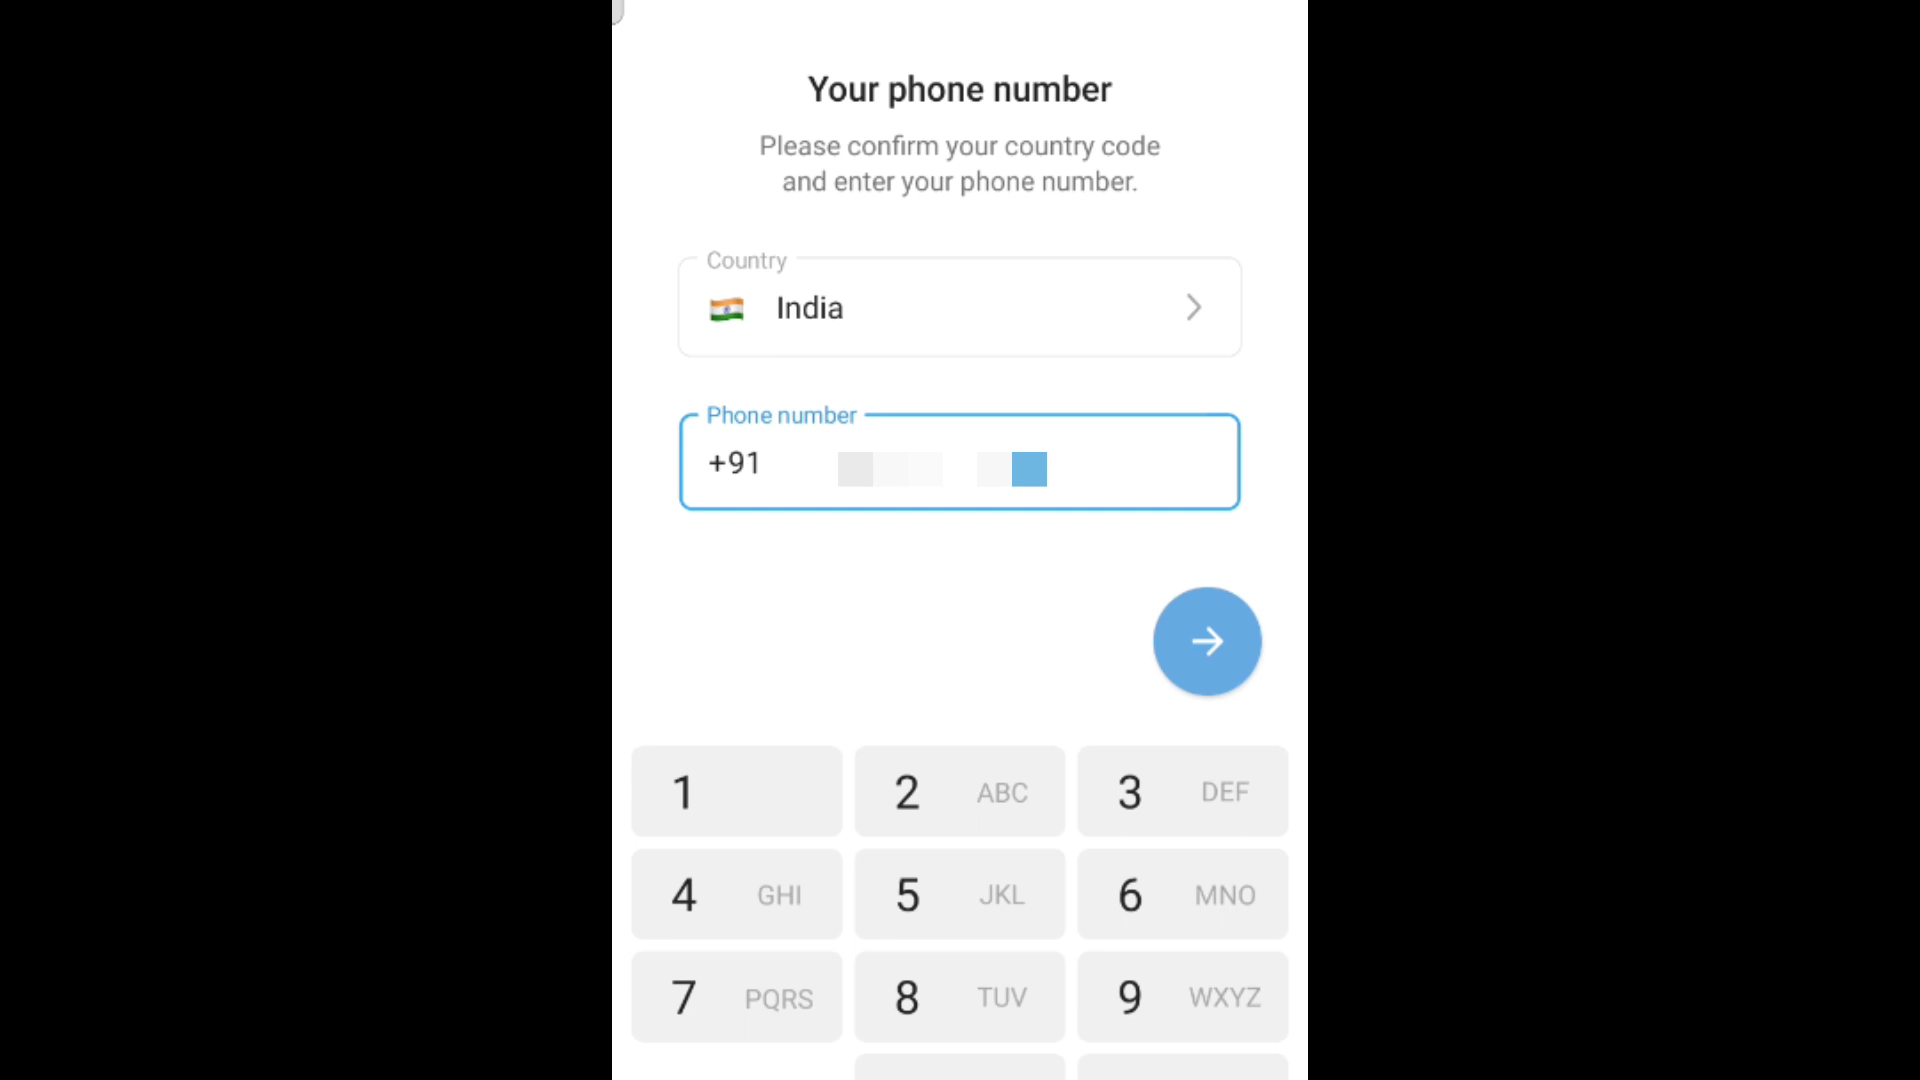 Your phone number
Please confirm your country code
and enter your phone number.
Country
India
Phone number
+91
1
2 ABC
3 DEF
4 GHI
5 JKL
6 MNO
7 PQRS
8 TUV
9 WXYZ